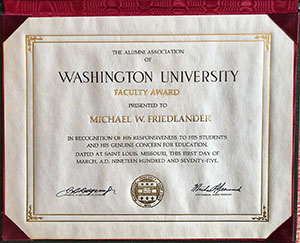 THE ALUMNI ASSOCIATION OF
WASHINGTON UNIVERSITY
FACULTY AWARD
PRESENTED TO
MICHAEL W. FRIEDLANDER
IN RECOGNITION OF HIS RESPONSIVENESS TO HIS STUDENTS
AND HIS GENUINE CONCERN FOR EDUCATION.
DATED AT SAINT LOUIS, MISSOURI, THIS FIRST DAY OF
MARCH, A.D. NINETEEN HUNDRED AND SEVENTY-FIVE.